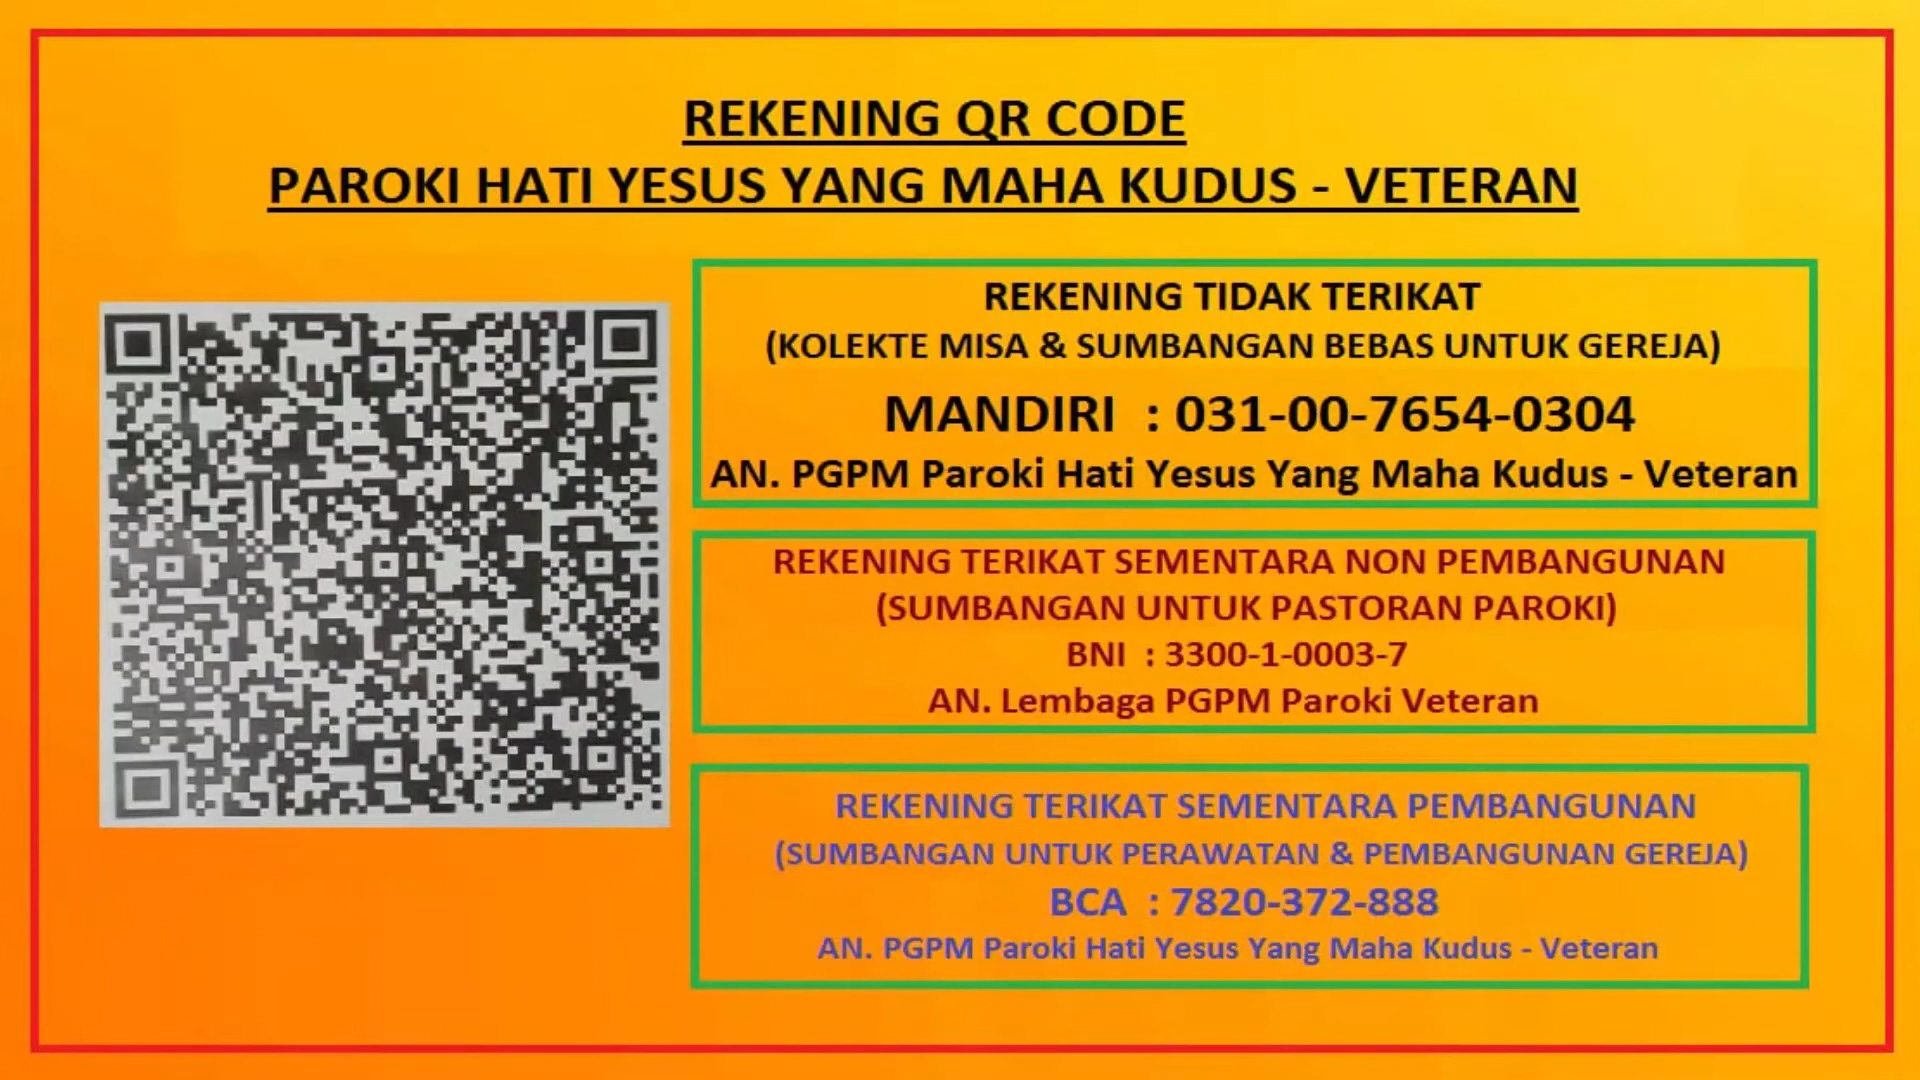 REKENING QR CODE
PAROKI HATI YESUS YANG MAHA KUDUS - VETERAN
REKENING TIDAK TERIKAT
(KOLEKTE MISA & SUMBANGAN BEBAS UNTUK GEREJA)
MANDIRI : 031-00-7654-0304
AN. PGPM Paroki Hati Yesus Yang Maha Kudus - Veteran
REKENING TERIKAT SEMENTARA NON PEMBANGUNAN
(SUMBANGAN UNTUK PASTORAN PAROKI)
BNI : 3300-1-0003-7
AN. Lembaga PGPM Paroki Veteran
REKENING TERIKAT SEMENTARA PEMBANGUNAN
(SUMBANGAN UNTUK PERAWATAN & PEMBANGUNAN GEREJA)
BCA : 7820-372-888
AN. PGPM Paroki Hati Yesus Yang Maha Kudus - Veteran